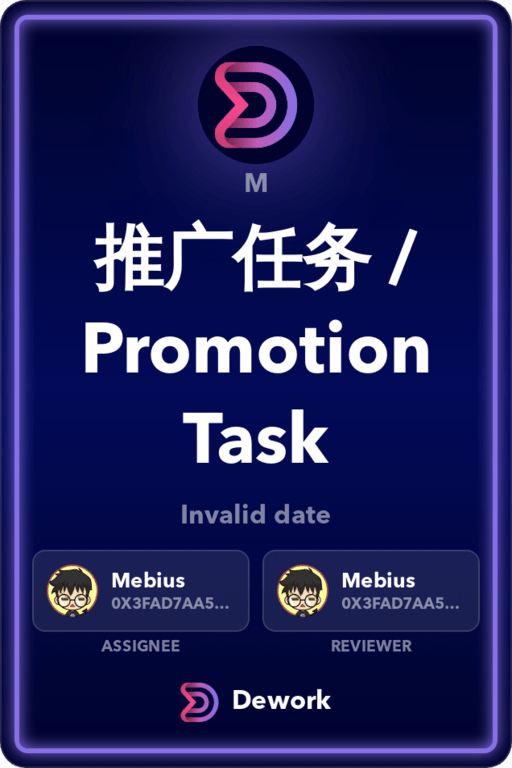 M
推广任务 /
Promotion
Task
Invalid date
Mebius
0X3FAD7AA5...
ASSIGNEE
Mebius
0X3FAD7AA5...
REVIEWER
Dework